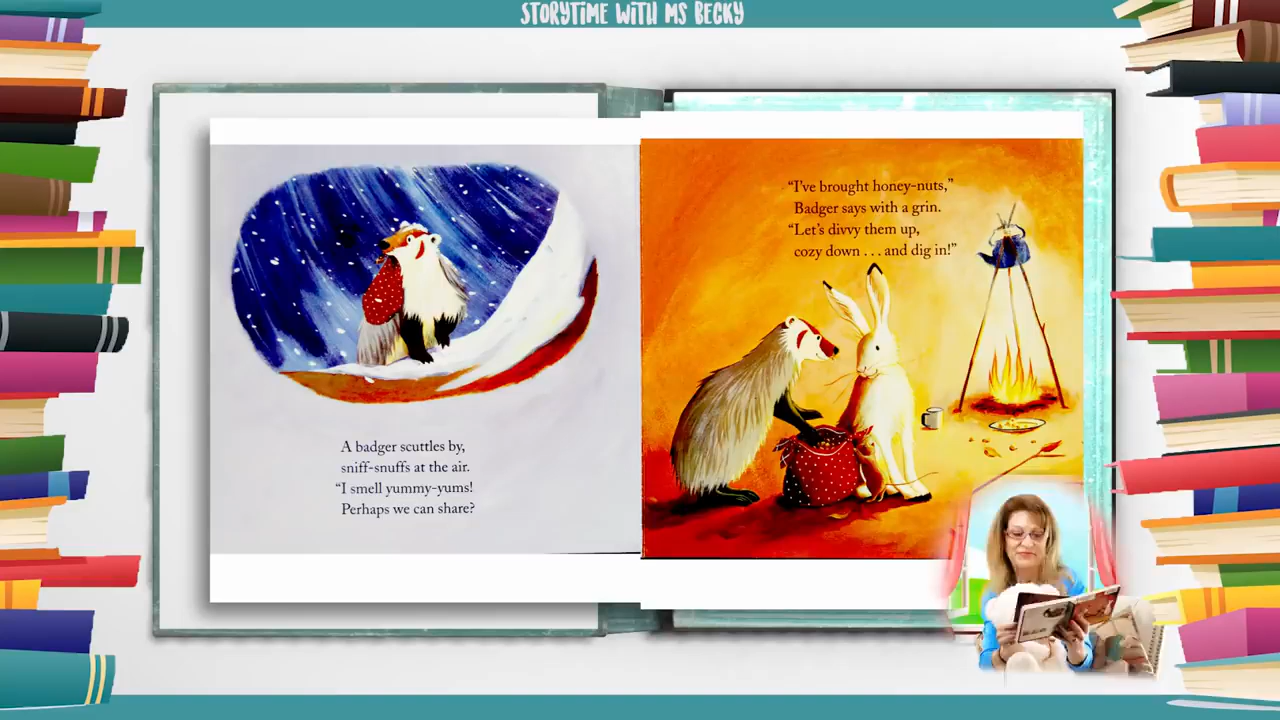 STORYTIME WITH MS BECKY
A badger scuttles by,
sniff-snuffs at the air.
“I smell yummy-yums!
Perhaps we can share?
“I’ve brought honey-nuts,”
Badger says with a grin.
“Let’s divvy them up,
cozy down . . . and dig in!”